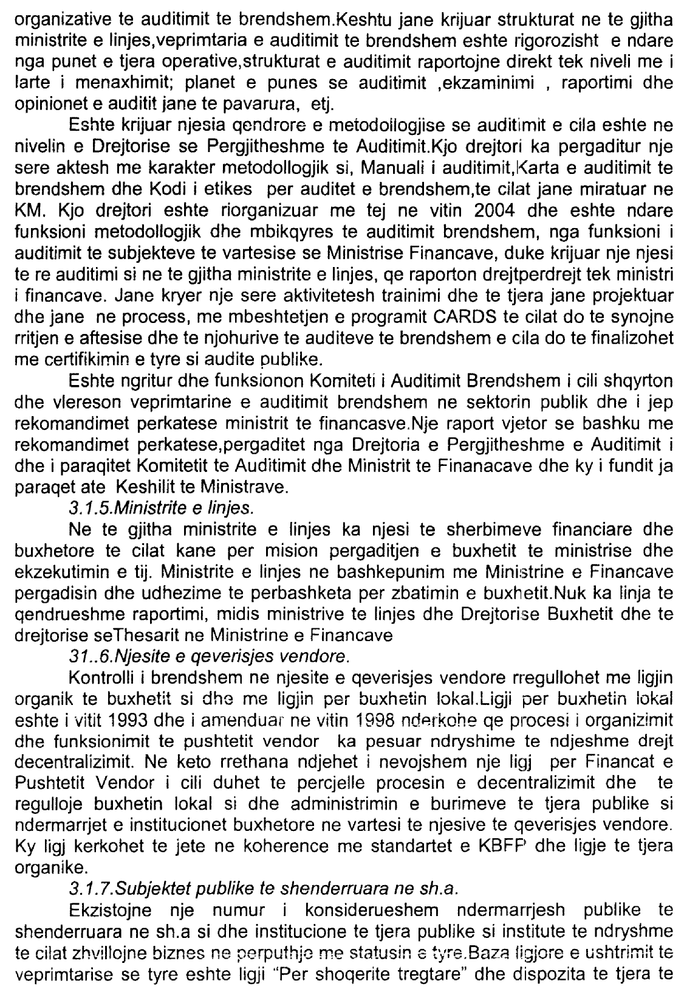 organizative te auditimit te brendshem.Keshtu jane krijuar strukturat ne te gjitha
ministrite e linjes,veprimtaria e auditimit te brendshem eshte rigorozisht e ndare
nga punet e tjera operative,strukturat e auditimit raportojne direkt tek niveli me i
larte i menaxhimit; planet e punes se auditimit ,ekzaminimi , raportimi dhe
opinionet e auditit jane te pavarura, etj.
Eshte krijuar njesia qendrore e metodollogjise se auditimit e cila eshte ne
nivelin e Drejtorise se Pergjitheshme te Auditimit.Kjo drejtori ka pergaditur nje
sere aktesh me karakter metodollogjik si, Manuali i auditimit,Karta e auditimit te
brendshem dhe Kodi i etikes per auditet e brendshem,te cilat jane miratuar ne
KM. Kjo drejtori eshte riorganizuar me tej ne vitin 2004 dhe eshte ndare
funksioni metodollogjik dhe mbikqyres te auditimit brendshem, nga funksioni i
auditimit te subjekteve te vartesise se Ministrise Financave, duke krijuar nje njesi
te re auditimi si ne te gjitha ministrite e linjes, qe raporton drejtperdrejt tek ministri
i financave. Jane kryer nje sere aktivitetesh trainimi dhe te tjera jane projektuar
dhe jane ne process, me mbeshtetjen e programit CARDS te cilat do te synojne
rritjen e aftesise dhe te njohurive te auditeve te brendshem e cila do te finalizohet
me certifikimin e tyre si audite publike.
Eshte ngritur dhe funksionon Komiteti i Auditimit Brendshem i cili shqyrton
dhe vlereson veprimtarine e auditimit brendshem ne sektorin publik dhe i jep
rekomandimet perkatese ministrit te financasve.Nje raport vjetor se bashku me
rekomandimet perkatese,pergaditet nga Drejtoria e Pergjitheshme e Auditimit i
dhe i paraqitet Komitetit te Auditimit dhe Ministrit te Finanacave dhe ky i fundit ja
paraqet ate Keshilit te Ministrave.
3.1.5.Ministrite e linjes.
Ne te gjitha ministrite e linjes ka njesi te sherbimeve financiare dhe
buxhetore te cilat kane per mision pergaditjen e buxhetit te ministrise dhe
ekzekutimin e tij. Ministrite e linjes ne bashkepunim me Ministrine e Financave
pergadisin dhe udhezime te perbashketa per zbatimin e buxhetit.Nuk ka linja te
qendrueshme raportimi, midis ministrive te linjes dhe Drejtorise Buxhetit dhe te
drejtorise seThesarit ne Ministrine e Financave
31..6.Njesite e qeverisjes vendore.
Kontrolli i brendshem ne njesite e qeverisjes vendore rregullohet me ligjin
organik te buxhetit si dhe me ligjin per buxhetin lokal.Ligji per buxhetin lokal
eshte i vitit 1993 dhe i amenduar ne vitin 1998 nderkohe qe procesi i organizimit
dhe funksionimit te pushtetit vendor ka pesuar ndryshime te ndjeshme drejt
decentralizimit. Ne keto rrethana ndjehet i nevojshem nje ligj per Financat e
Pushtetit Vendor i cili duhet te percjelle procesin e decentralizimit dhe te
regulloje buxhetin lokal si dhe administrimin e burimeve te tjera publike si
ndermarrjet e institucionet buxhetore ne vartesi te njesive te qeverisjes vendore.
Ky ligj kerkohet te jete ne koherence me standartet e KBFP dhe ligje te tjera
organike.
3.1.7.Subjektet publike te shenderruara ne sh.a.
Ekzistojne nje numur i konsiderueshem ndermarrjesh publike te
shenderruara ne sh.a si dhe institucione te tjera publike si institute te ndryshme
te cilat zhvillojne biznes ne perputhje me statusin e tyre.Baza ligjore e ushtrimit te
veprimtarise se tyre eshte ligji "Per shoqerite tregtare" dhe dispozita te tjera te